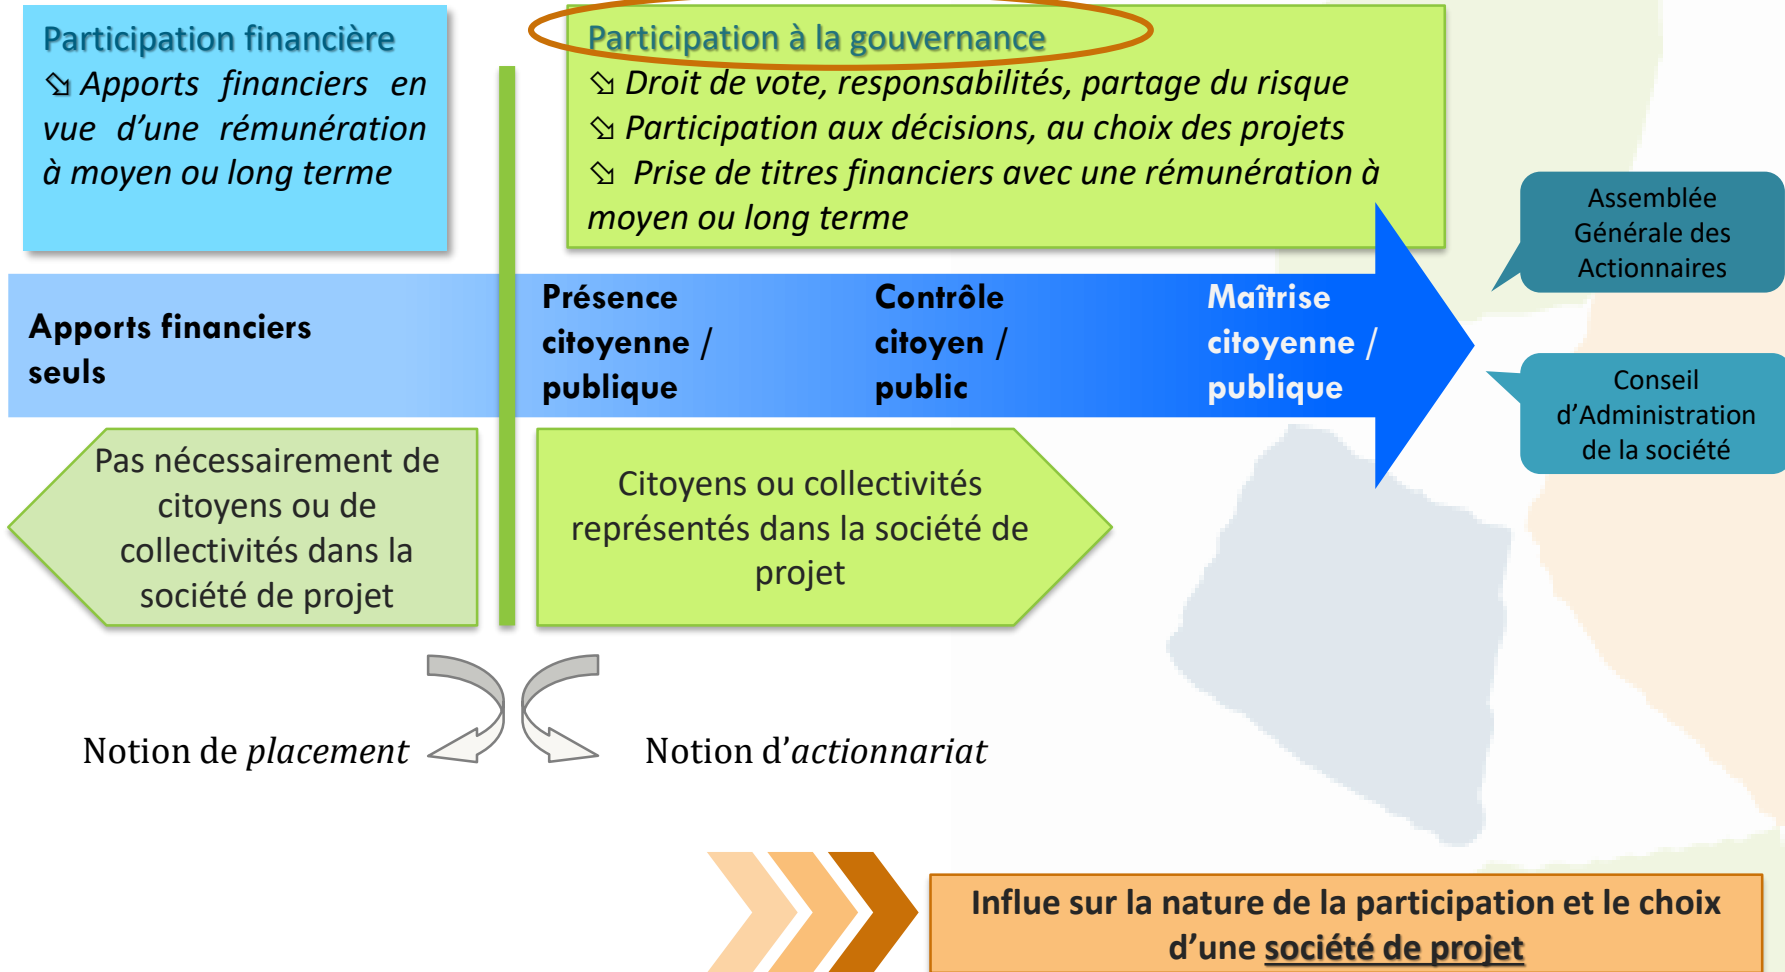 Participation financière
⇘ Apports financiers en
vue d’une rémunération
à moyen ou long terme
Participation à la gouvernance
⇘ Droit de vote, responsabilités, partage du risque
⇘ Participation aux décisions, au choix des projets
⇘ Prise de titres financiers avec une rémunération à
moyen ou long terme
Assemblée
Générale des
Actionnaires
Apports financiers
seuls
Présence
citoyenne /
publique
Contrôle
citoyen /
public
Maîtrise
citoyenne /
publique
Conseil
d’Administration
de la société
Pas nécessairement de
citoyens ou de
collectivités dans la
société de projet
Citoyens ou collectivités
représentés dans la société de
projet
Notion de placement
Notion d’actionnariat
Influe sur la nature de la participation et le choix
d’une société de projet